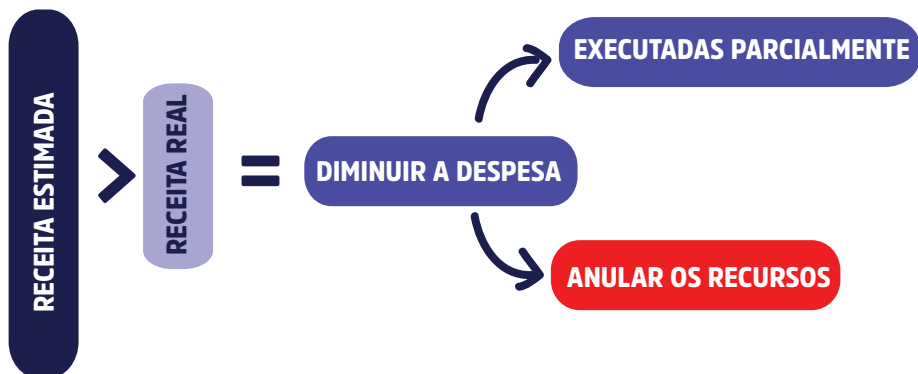 RECEITA ESTIMADA
>
RECEITA REAL
=
DIMINUIR A DESPESA
EXECUTADAS PARCIALMENTE
ANULAR OS RECURSOS